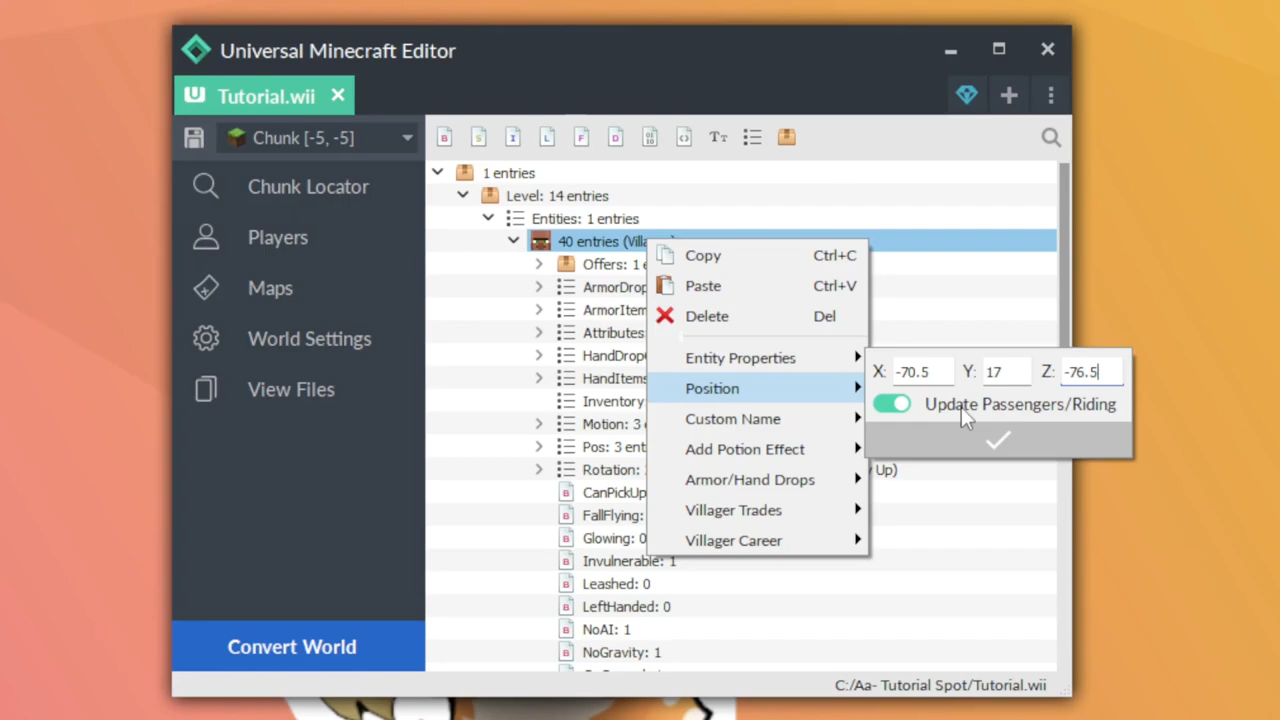 Universal Minecraft Editor
Tutorial.wii
Chunk [-5, -5]
Chunk Locator
Players
Maps
World Settings
View Files
Convert World
1 entries
Level: 14 entries
Entities: 1 entries
40 entries (Villa
Offers: 1 e
ArmorDrop
ArmorItem
Attributes
HandDrop
HandItems
Inventory
Motion: 3
Pos: 3 ent
Rotation:
y Up)
CanPickUp
FallFlying:
Glowing: 0
Invulnerable: 1
Leashed: 0
LeftHanded: 0
NoAI: 1
NoGravity: 1
Copy Ctrl+C
Paste Ctrl+V
Delete Del
Entity Properties
Position
Custom Name
Add Potion Effect
Armor/Hand Drops
Villager Trades
Villager Career
X: -70.5 Y: 17 Z: -76.5
Update Passengers/Riding
C:/Aa- Tutorial Spot/Tutorial.wii